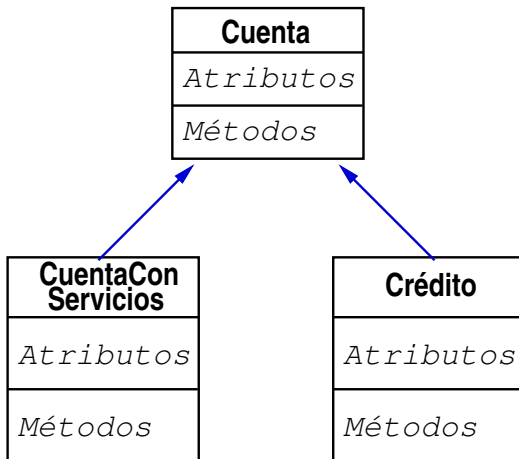 Cuenta
Atributos
Métodos
CuentaCon
Servicios
Atributos
Métodos
Crédito
Atributos
Métodos